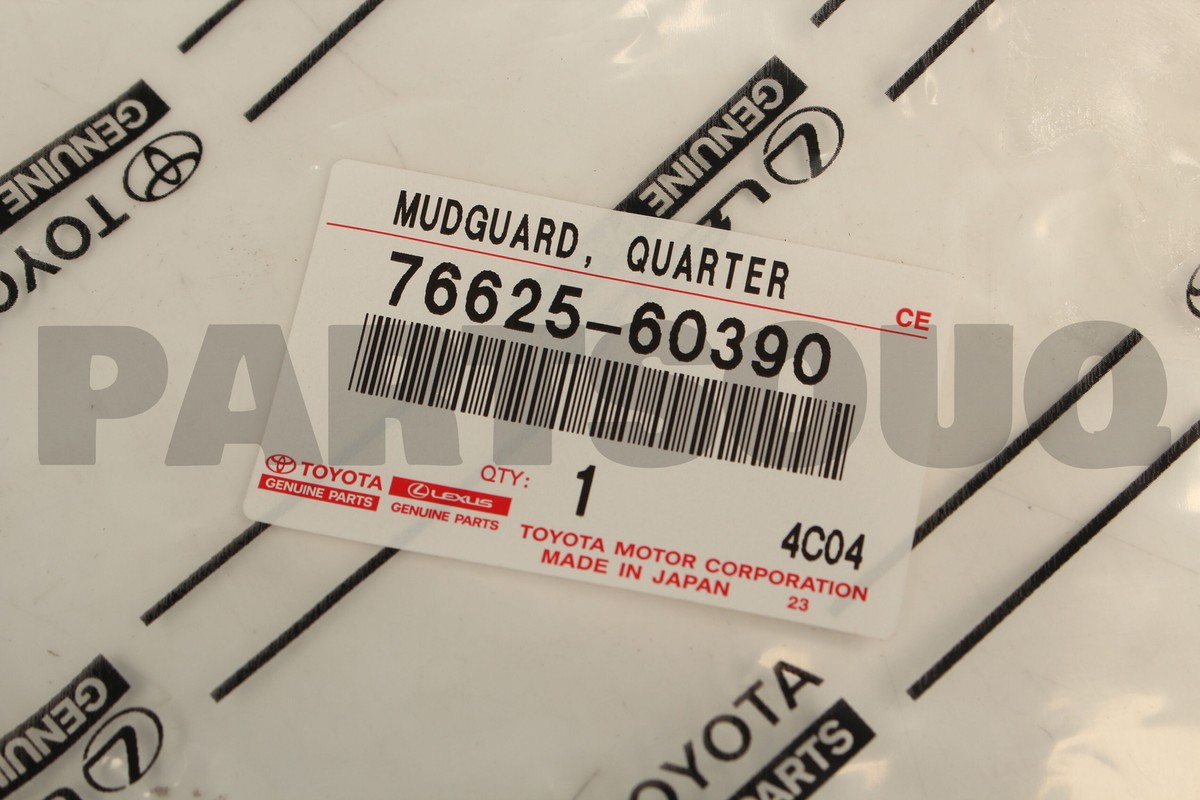 GENUINE
TOYO
GENUINE
MUDGUARD, QUARTER
CE
76625-60390
PARTSOUQ
TOYOTA
GENUINE PARTS
LEXUS
GENUINE PARTS
QTY: 1
4C04
TOYOTA MOTOR CORPORATION
MADE IN JAPAN
23
GENUINE
TOYOTA
PARTS